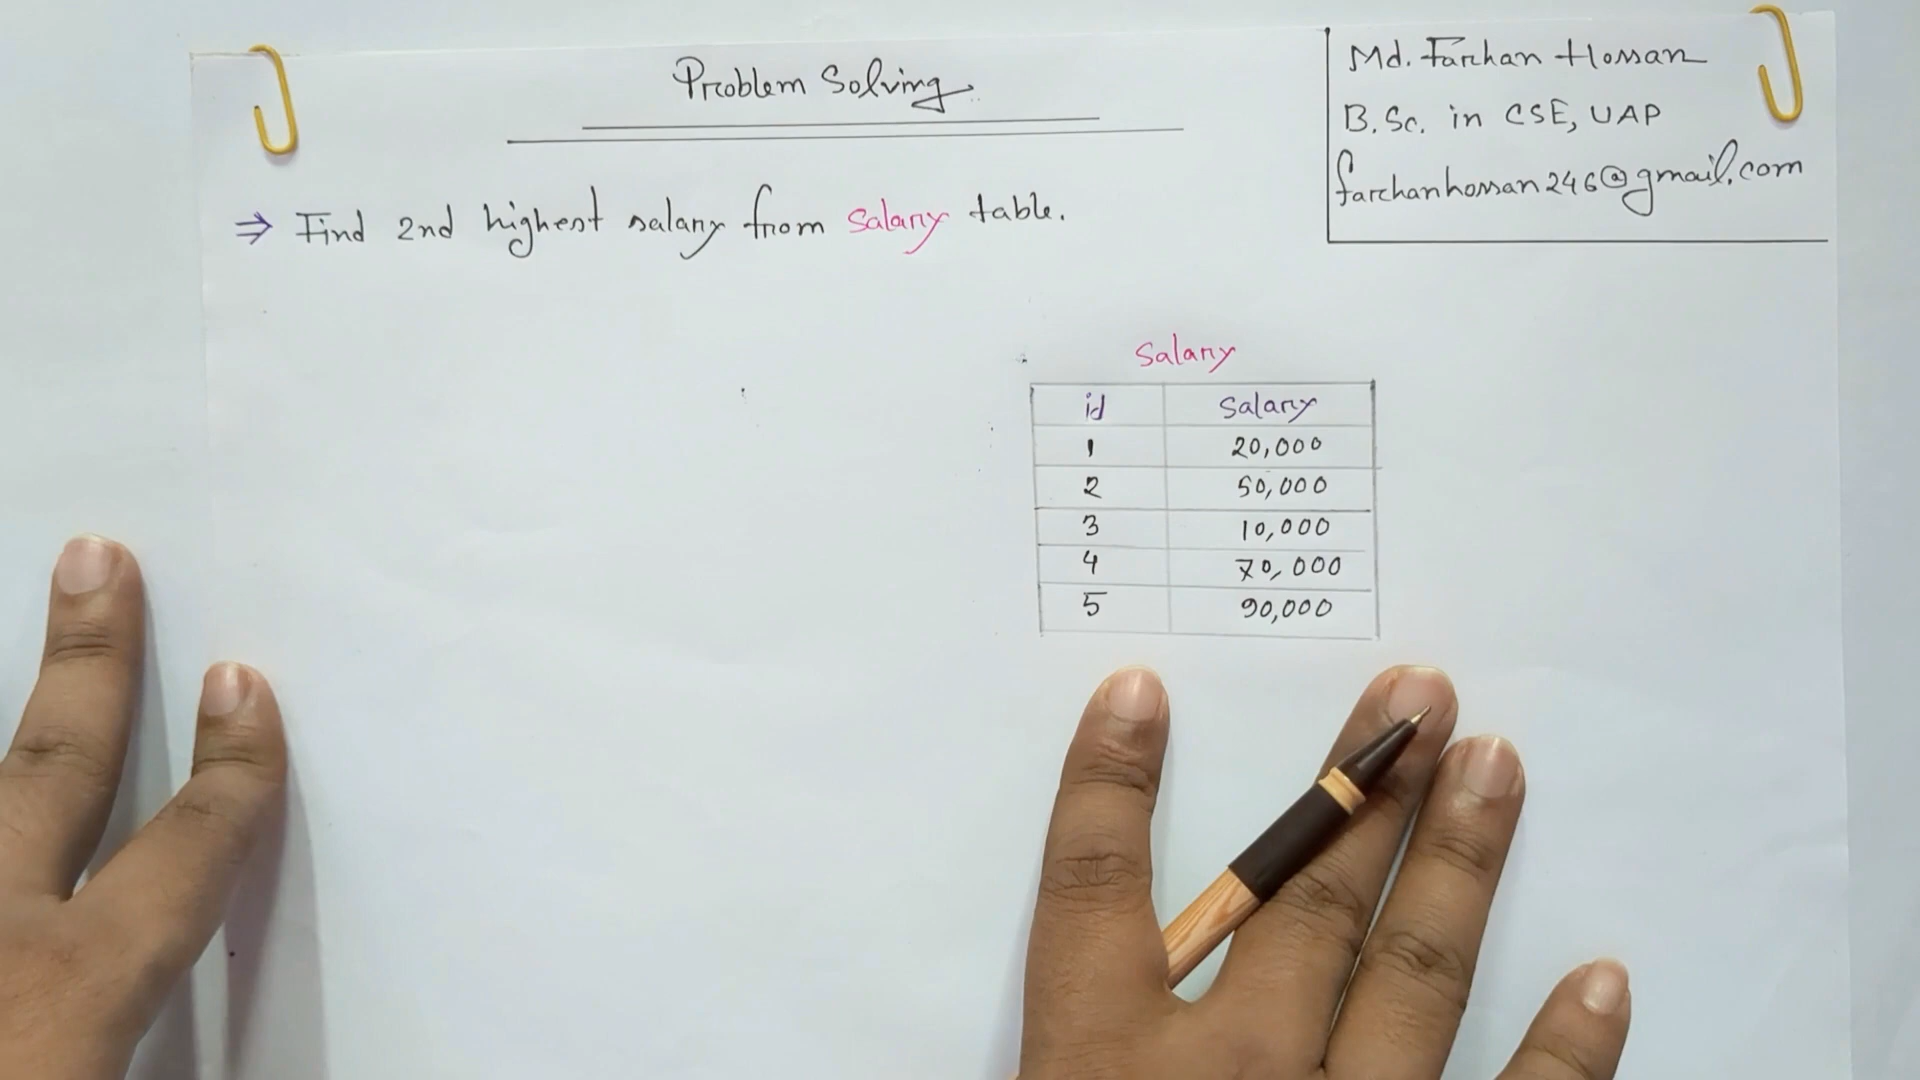 Problem Solving
Md. Farhan Hossan
B.Sc. in CSE, UAP
farhanhossan246@gmail.com
⇒ Find 2nd highest salary from Salary table.
Salary
id Salary
1 20,000
2 50,000
3 10,000
4 70,000
5 90,000